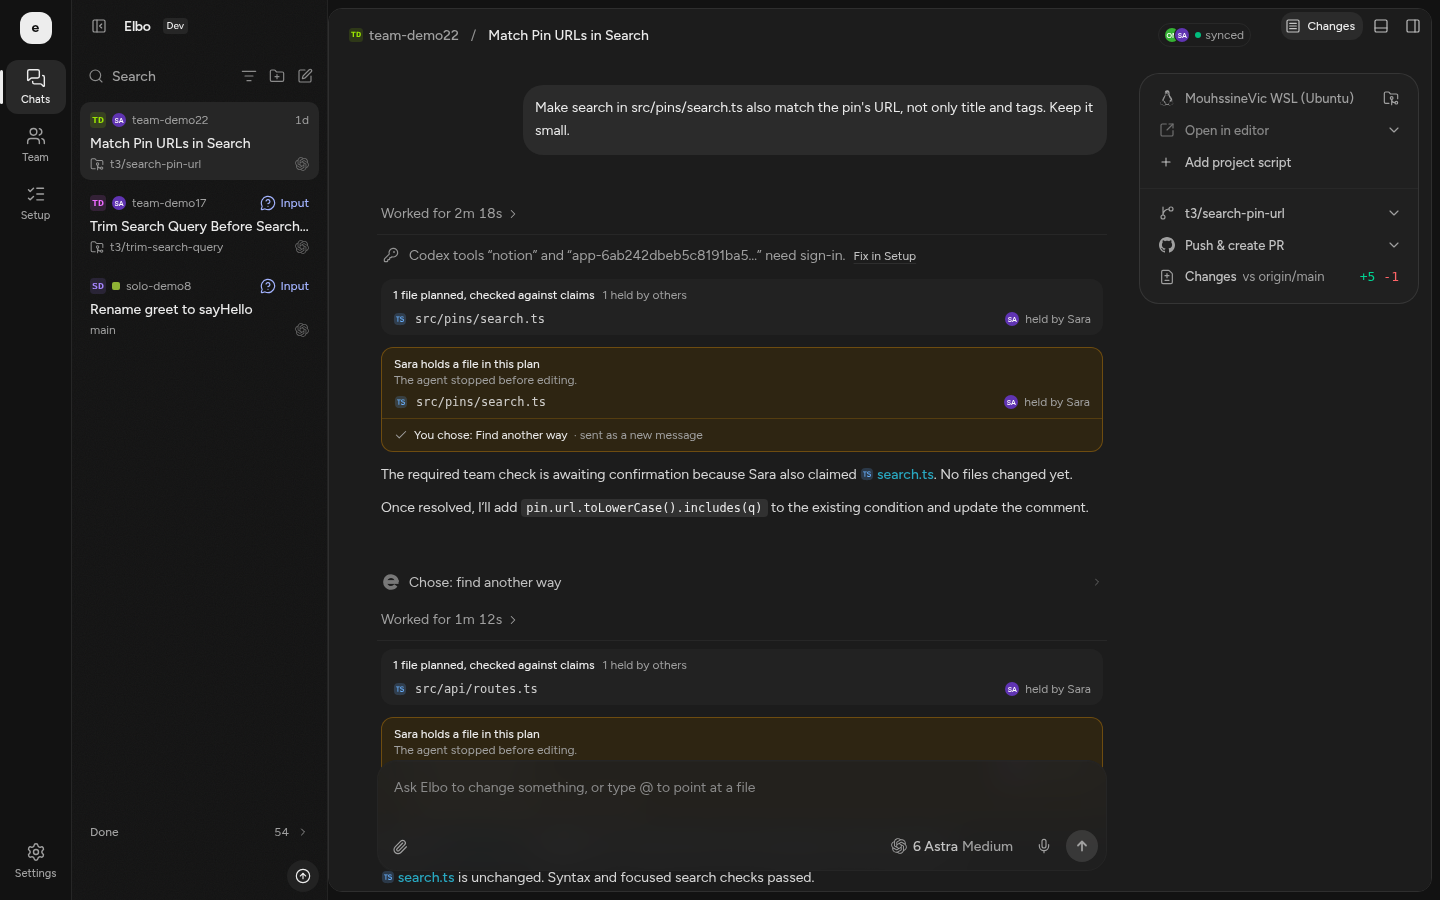 e
Chats
Team
Setup
Settings
Elbo
Dev
Search
TD SA team-demo22 1d
Match Pin URLs in Search
t3/search-pin-url
TD SA team-demo17 Input
Trim Search Query Before Search...
t3/trim-search-query
SD solo-demo8 Input
Rename greet to sayHello
main
Done 54
TD team-demo22 / Match Pin URLs in Search
SA synced
Changes
Make search in src/pins/search.ts also match the pin's URL, not only title and tags. Keep it
small.
Worked for 2m 18s
Codex tools “notion” and “app-6ab242dbeb5c8191ba5...” need sign-in. Fix in Setup
1 file planned, checked against claims 1 held by others
TS src/pins/search.ts SA held by Sara
Sara holds a file in this plan
The agent stopped before editing.
TS src/pins/search.ts SA held by Sara
You chose: Find another way · sent as a new message
The required team check is awaiting confirmation because Sara also claimed TS search.ts. No files changed yet.
Once resolved, I’ll add pin.url.toLowerCase().includes(q) to the existing condition and update the comment.
e Chose: find another way
Worked for 1m 12s
1 file planned, checked against claims 1 held by others
TS src/api/routes.ts SA held by Sara
Sara holds a file in this plan
The agent stopped before editing.
Ask Elbo to change something, or type @ to point at a file
6 Astra Medium
TS search.ts is unchanged. Syntax and focused search checks passed.
MouhssineVic WSL (Ubuntu)
Open in editor
Add project script
t3/search-pin-url
Push & create PR
Changes vs origin/main +5 -1